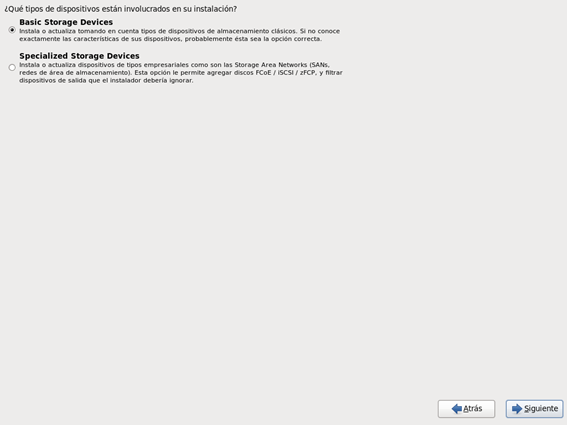 ¿Qué tipos de dispositivos están involucrados en su instalación?
Basic Storage Devices
Instala o actualiza tomando en cuenta tipos de dispositivos de almacenamiento clásicos. Si no conoce
exactamente las características de sus dispositivos, probablemente ésta sea la opción correcta.
Specialized Storage Devices
Instala o actualiza dispositivos de tipos empresariales como son las Storage Area Networks (SANs,
redes de área de almacenamiento). Esta opción le permite agregar discos FCoE / iSCSI / zFCP, y filtrar
dispositivos de salida que el instalador debería ignorar.
Atrás
Siguiente